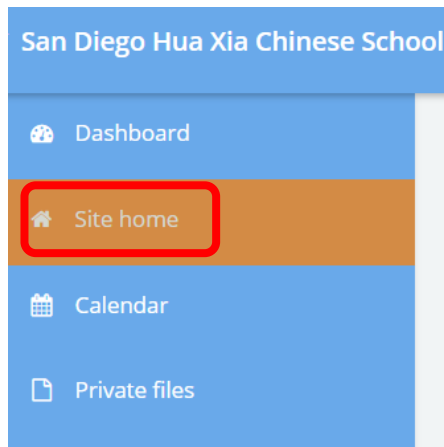 San Diego Hua Xia Chinese School
Dashboard
Site home
Calendar
Private files